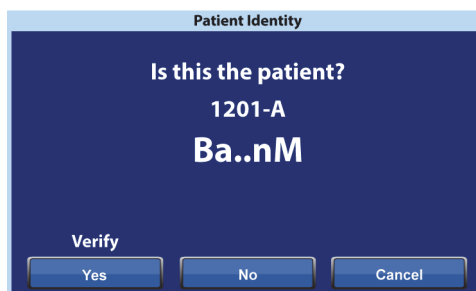 Patient Identity
Is this the patient?
1201-A
Ba..nM
Verify
Yes No Cancel